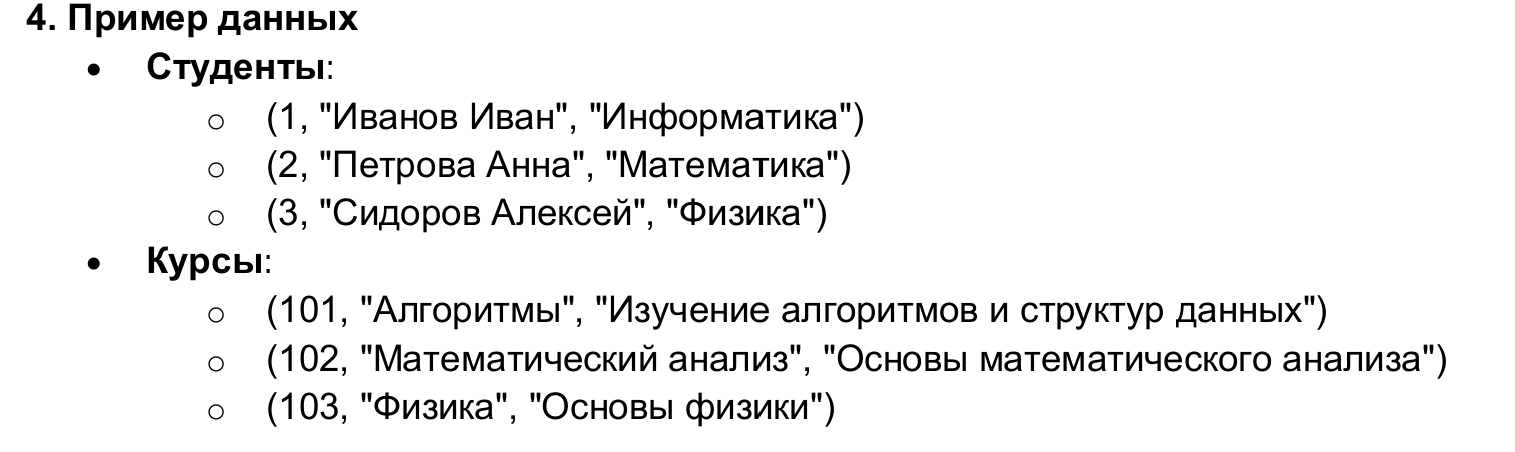 4. Пример данных
• Студенты:
○ (1, "Иванов Иван", "Информатика")
○ (2, "Петрова Анна", "Математика")
○ (3, "Сидоров Алексей", "Физика")
• Курсы:
○ (101, "Алгоритмы", "Изучение алгоритмов и структур данных")
○ (102, "Математический анализ", "Основы математического анализа")
○ (103, "Физика", "Основы физики")